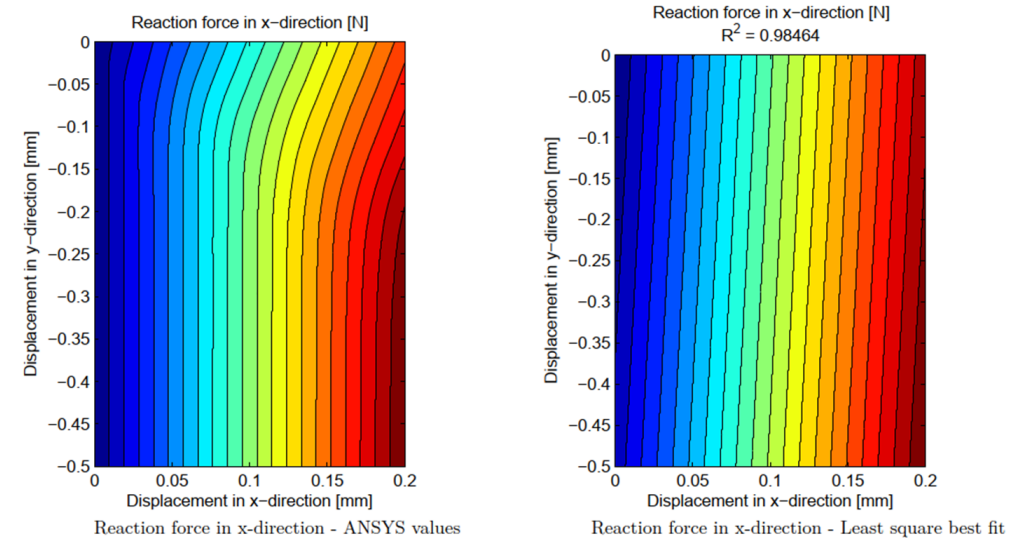 Reaction force in x−direction [N]
0
−0.05
−0.1
−0.15
−0.2
−0.25
−0.3
−0.35
−0.4
−0.45
−0.5
Displacement in y−direction [mm]
0 0.05 0.1 0.15 0.2
Displacement in x−direction [mm]
Reaction force in x-direction - ANSYS values
Reaction force in x−direction [N]
R² = 0.98464
0
−0.05
−0.1
−0.15
−0.2
−0.25
−0.3
−0.35
−0.4
−0.45
−0.5
Displacement in y−direction [mm]
0 0.05 0.1 0.15 0.2
Displacement in x−direction [mm]
Reaction force in x-direction - Least square best fit